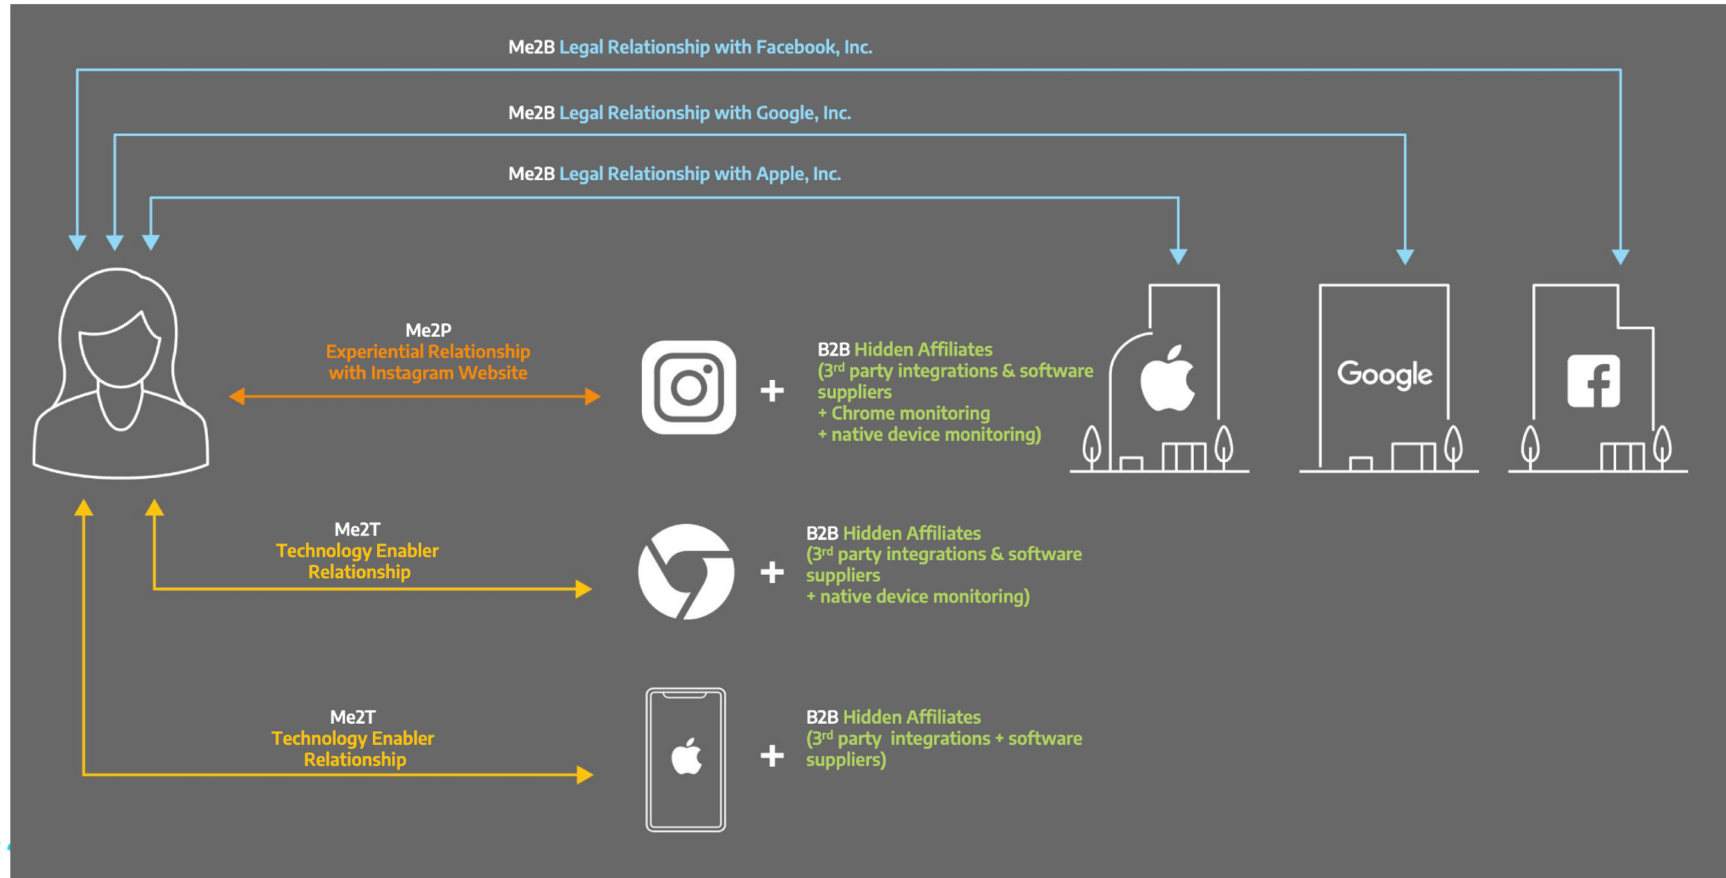 Me2B Legal Relationship with Facebook, Inc.
Me2B Legal Relationship with Google, Inc.
Me2B Legal Relationship with Apple, Inc.
Me2P
Experiential Relationship
with Instagram Website
+
B2B Hidden Affiliates
(3rd party integrations & software
suppliers
+ Chrome monitoring
+ native device monitoring)
Google
Me2T
Technology Enabler
Relationship
+
B2B Hidden Affiliates
(3rd party integrations & software
suppliers
+ native device monitoring)
Me2T
Technology Enabler
Relationship
+
B2B Hidden Affiliates
(3rd party integrations + software
suppliers)